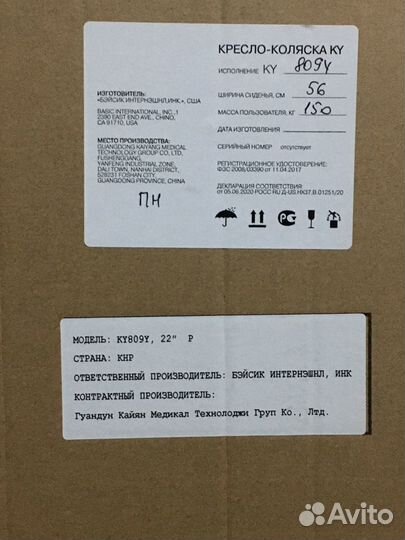 ИЗГОТОВИТЕЛЬ:
«БЭЙСИК ИНТЕРНЭШНЛ,ИНК.», США
BASIC INTERNATIONAL, INC.,1
2390 EAST END AVE., CHINO,
CA 91710, USA
МЕСТО ПРОИЗВОДСТВА:
GUANGDONG KAIYANG MEDICAL
TECHNOLOGY GROUP CO, LTD,
FUSHENGGANG,
YANFENG INDUSTRIAL ZONE,
DALI TOWN, NANHAI DISTRICT,
528231 FOSHAN CITY,
GUANGDONG PROVINCE, CHINA
ПН
КРЕСЛО-КОЛЯСКА KY
ИСПОЛНЕНИЕ KY 809Y
ШИРИНА СИДЕНЬЯ, СМ 56
МАССА ПОЛЬЗОВАТЕЛЯ, КГ 150
ДАТА ИЗГОТОВЛЕНИЯ
СЕРИЙНЫЙ НОМЕР отсутствует
РЕГИСТРАЦИОННОЕ УДОСТОВЕРЕНИЕ:
ФЗС 2006/03390 от 11.04.2017
ДЕКЛАРАЦИЯ СООТВЕТСТВИЯ
от 05.06.2020 РОСС RU Д-US.НХ37.В.01251/20
МОДЕЛЬ: KY809Y, 22" P
СТРАНА: КНР
ОТВЕТСТВЕННЫЙ ПРОИЗВОДИТЕЛЬ: БЭЙСИК ИНТЕРНЭШНЛ, ИНК
КОНТРАКТНЫЙ ПРОИЗВОДИТЕЛЬ:
Гуандун Кайян Медикал Технолоджи Груп Ко., Лтд.
Avito